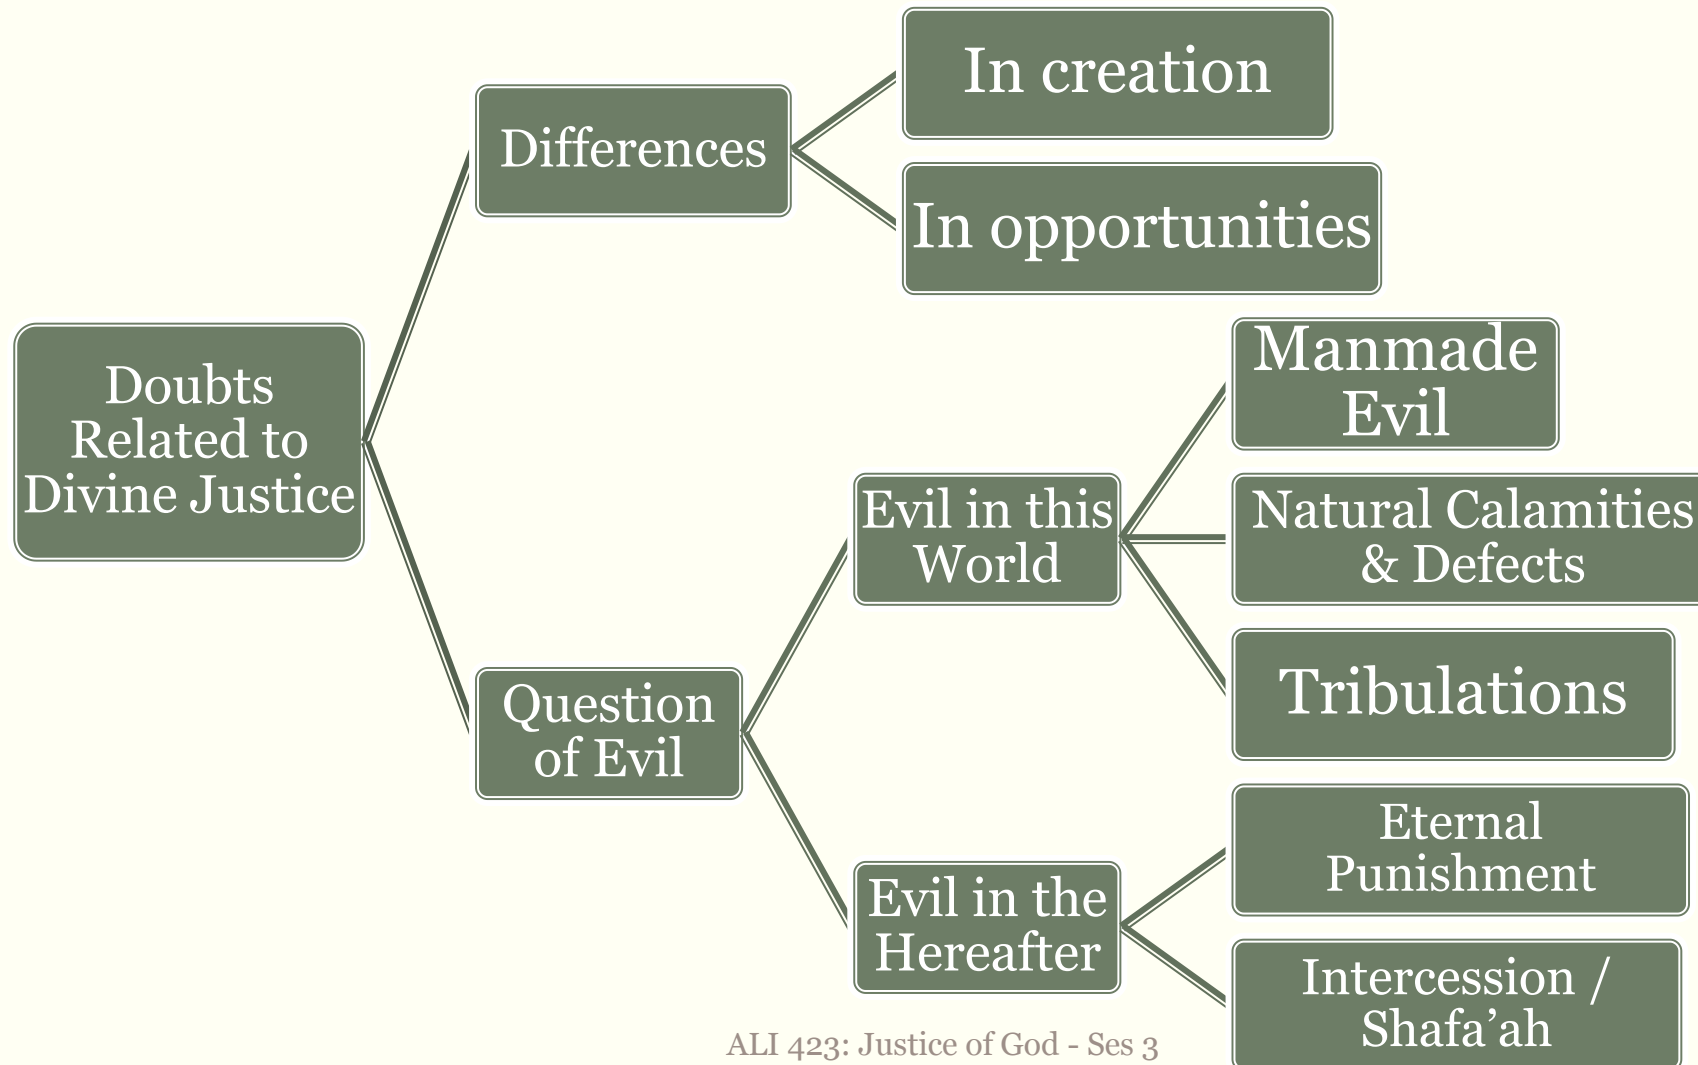 Doubts
Related to
Divine Justice
Differences
In creation
In opportunities
Question
of Evil
Evil in this
World
Manmade
Evil
Natural Calamities
& Defects
Tribulations
Evil in the
Hereafter
Eternal
Punishment
Intercession /
Shafa’ah
ALI 423: Justice of God - Ses 3